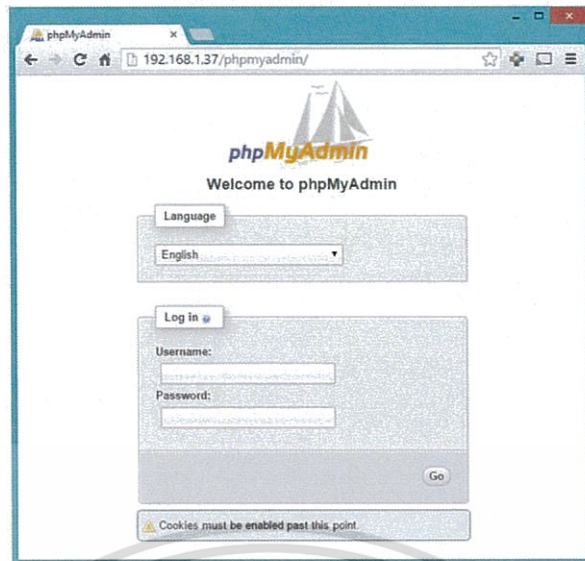 phpMyAdmin
192.168.1.37/phpmyadmin/
phpMyAdmin
Welcome to phpMyAdmin
Language
English
Log in
Username:
Password:
Go
Cookies must be enabled past this point.